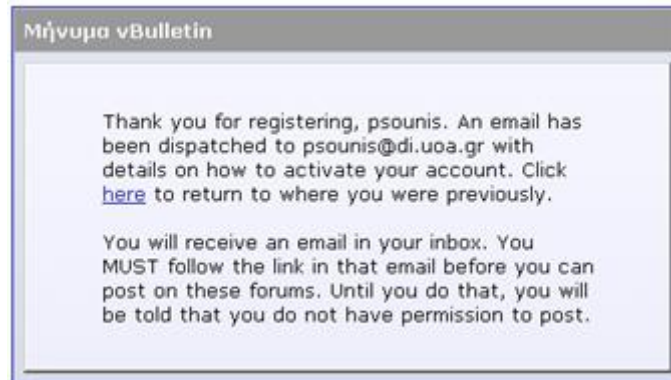 Μήνυμα vBulletin
Thank you for registering, psounis. An email has
been dispatched to psounis@di.uoa.gr with
details on how to activate your account. Click
here to return to where you were previously.
You will receive an email in your inbox. You
MUST follow the link in that email before you can
post on these forums. Until you do that, you will
be told that you do not have permission to post.